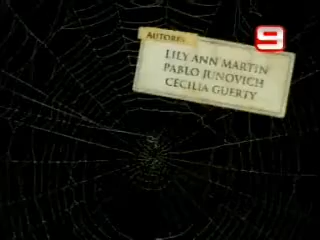 AUTORES
9
LILY ANN MARTIN
PABLO JUNOVICH
CECILIA GUERTY